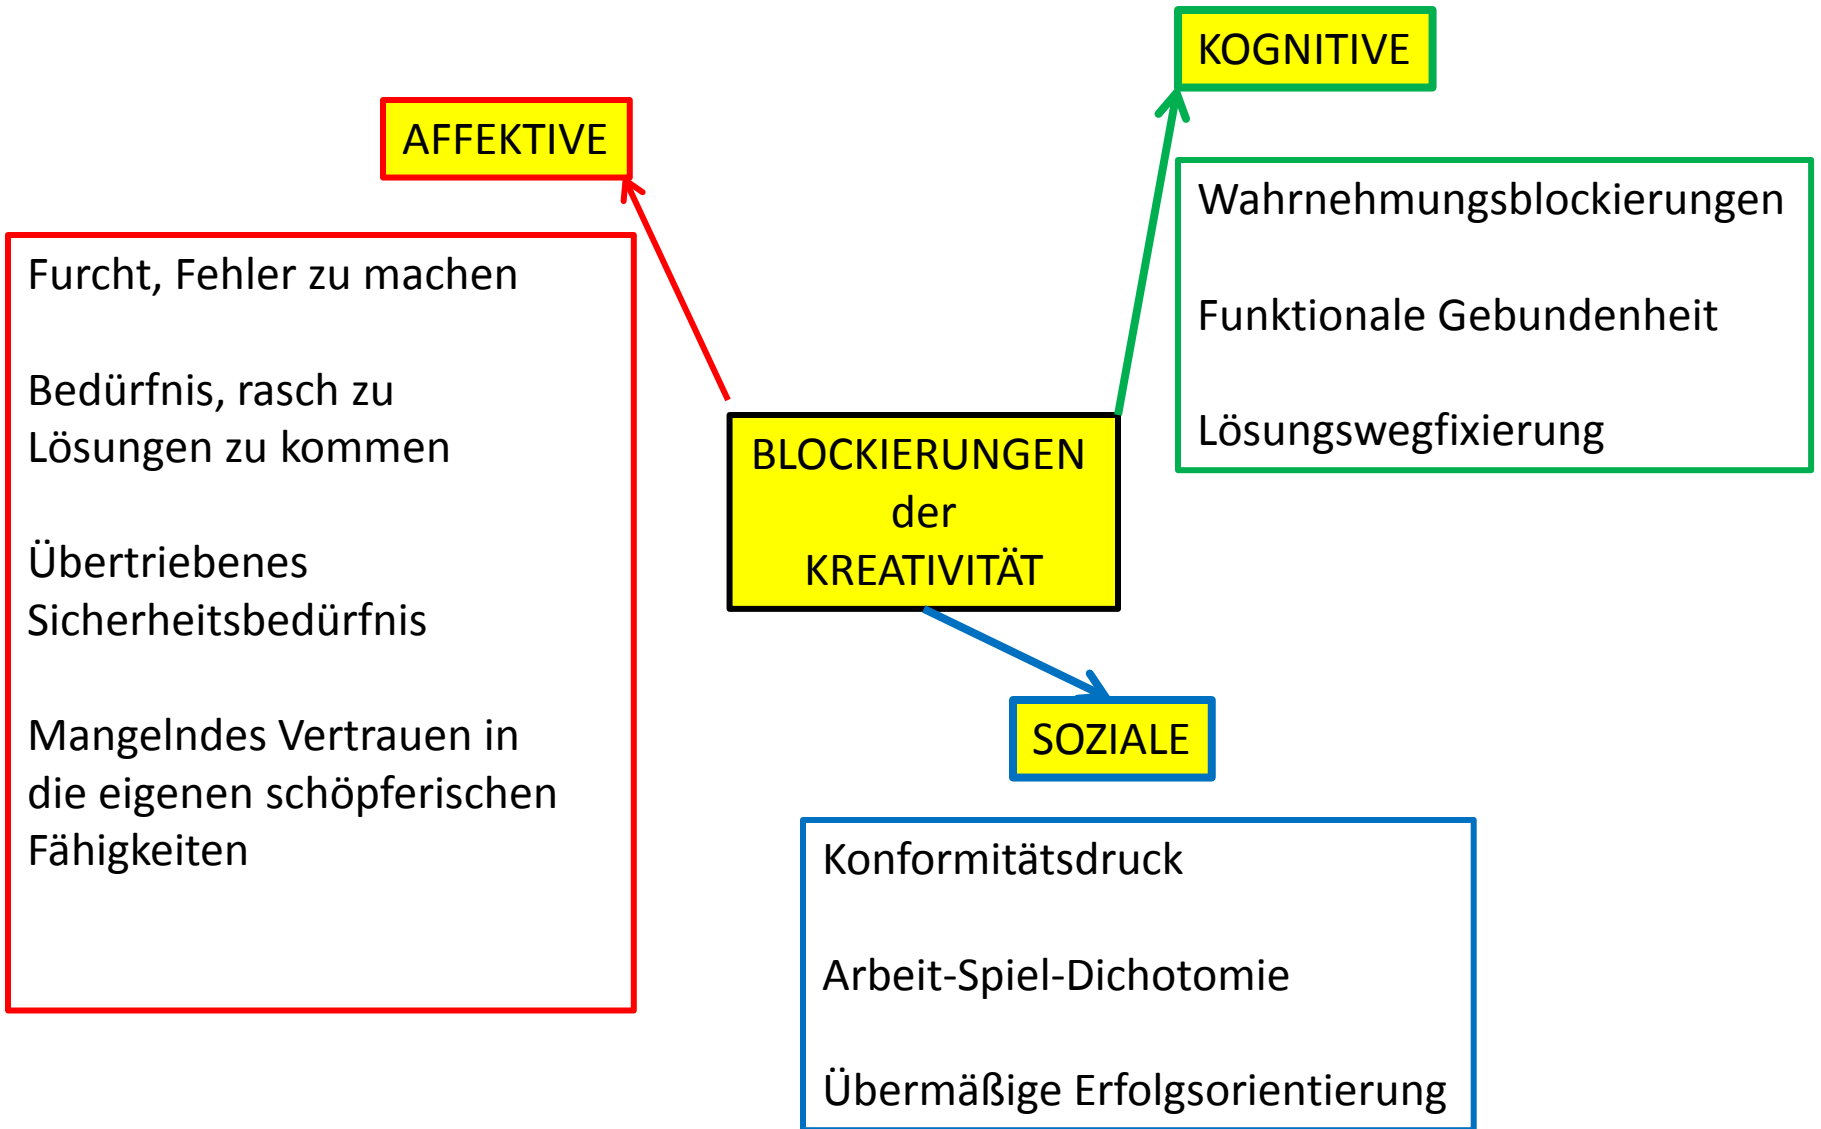 KOGNITIVE
AFFEKTIVE
Wahrnehmungsblockierungen
Funktionale Gebundenheit
Lösungswegfixierung
Furcht, Fehler zu machen
Bedürfnis, rasch zu
Lösungen zu kommen
Übertriebenes
Sicherheitsbedürfnis
Mangelndes Vertrauen in
die eigenen schöpferischen
Fähigkeiten
BLOCKIERUNGEN
der
KREATIVITÄT
SOZIALE
Konformitätsdruck
Arbeit-Spiel-Dichotomie
Übermäßige Erfolgsorientierung